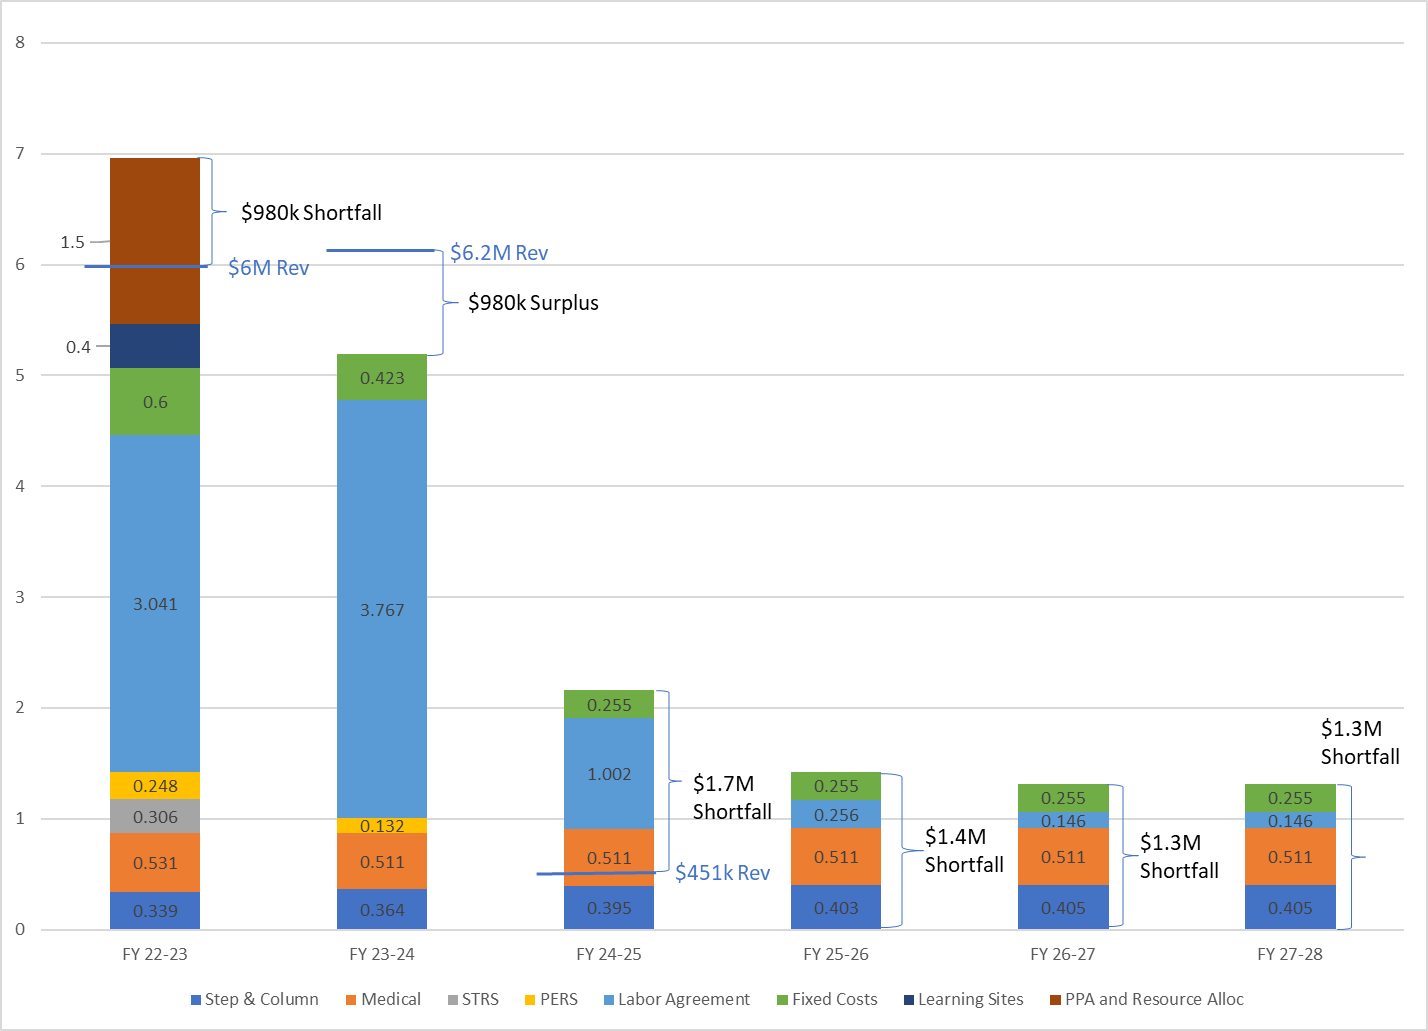 8
7
$980k Shortfall
1.5
6
$6M Rev
$6.2M Rev
$980k Surplus
0.4
5
0.423
0.6
4
3
3.041
3.767
2
0.255
$1.3M
Shortfall
1.002
$1.7M
Shortfall
0.248
0.255
0.255
0.255
1
0.306
0.132
0.256
0.146
0.146
$1.4M
Shortfall
$1.3M
Shortfall
0.531
0.511
0.511
0.511
0.511
0.511
$451k Rev
0.339
0.364
0.395
0.403
0.405
0.405
0
FY 22-23
FY 23-24
FY 24-25
FY 25-26
FY 26-27
FY 27-28
Step & Column
Medical
STRS
PERS
Labor Agreement
Fixed Costs
Learning Sites
PPA and Resource Alloc